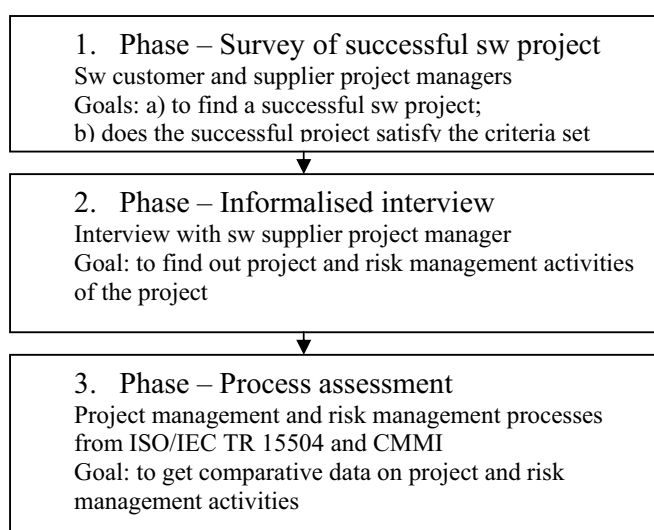 1. Phase – Survey of successful sw project
Sw customer and supplier project managers
Goals: a) to find a successful sw project;
b) does the successful project satisfy the criteria set
2. Phase – Informalised interview
Interview with sw supplier project manager
Goal: to find out project and risk management activities
of the project
3. Phase – Process assessment
Project management and risk management processes
from ISO/IEC TR 15504 and CMMI
Goal: to get comparative data on project and risk
management activities